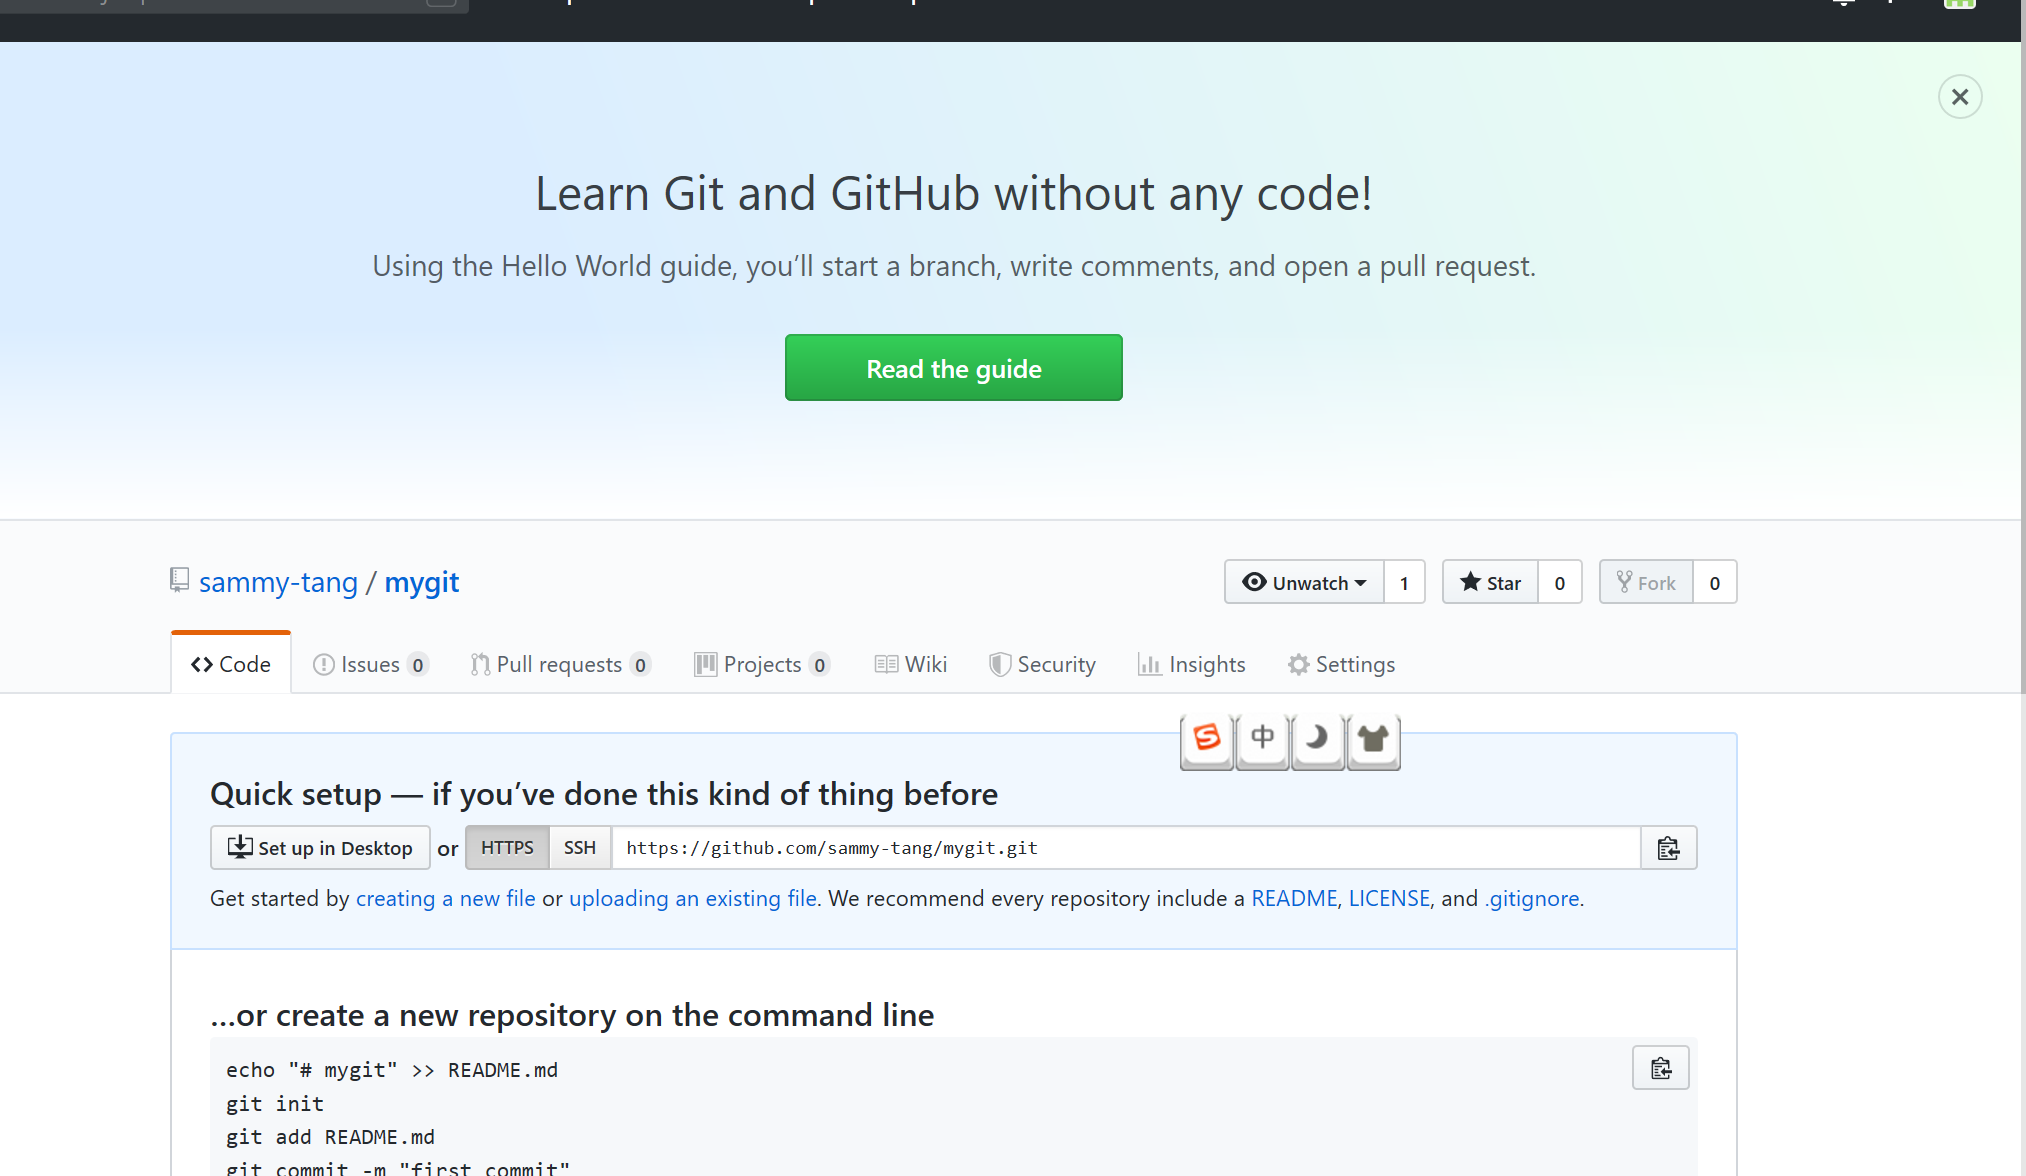 Learn Git and GitHub without any code!
Using the Hello World guide, you’ll start a branch, write comments, and open a pull request.
Read the guide
sammy-tang / mygit
Unwatch 1 Star 0 Fork 0
Code Issues 0 Pull requests 0 Projects 0 Wiki Security Insights Settings
S 中
Quick setup — if you’ve done this kind of thing before
Set up in Desktop or HTTPS SSH https://github.com/sammy-tang/mygit.git
Get started by creating a new file or uploading an existing file. We recommend every repository include a README, LICENSE, and .gitignore.
…or create a new repository on the command line
echo "# mygit" >> README.md
git init
git add README.md
git commit -m "first commit"